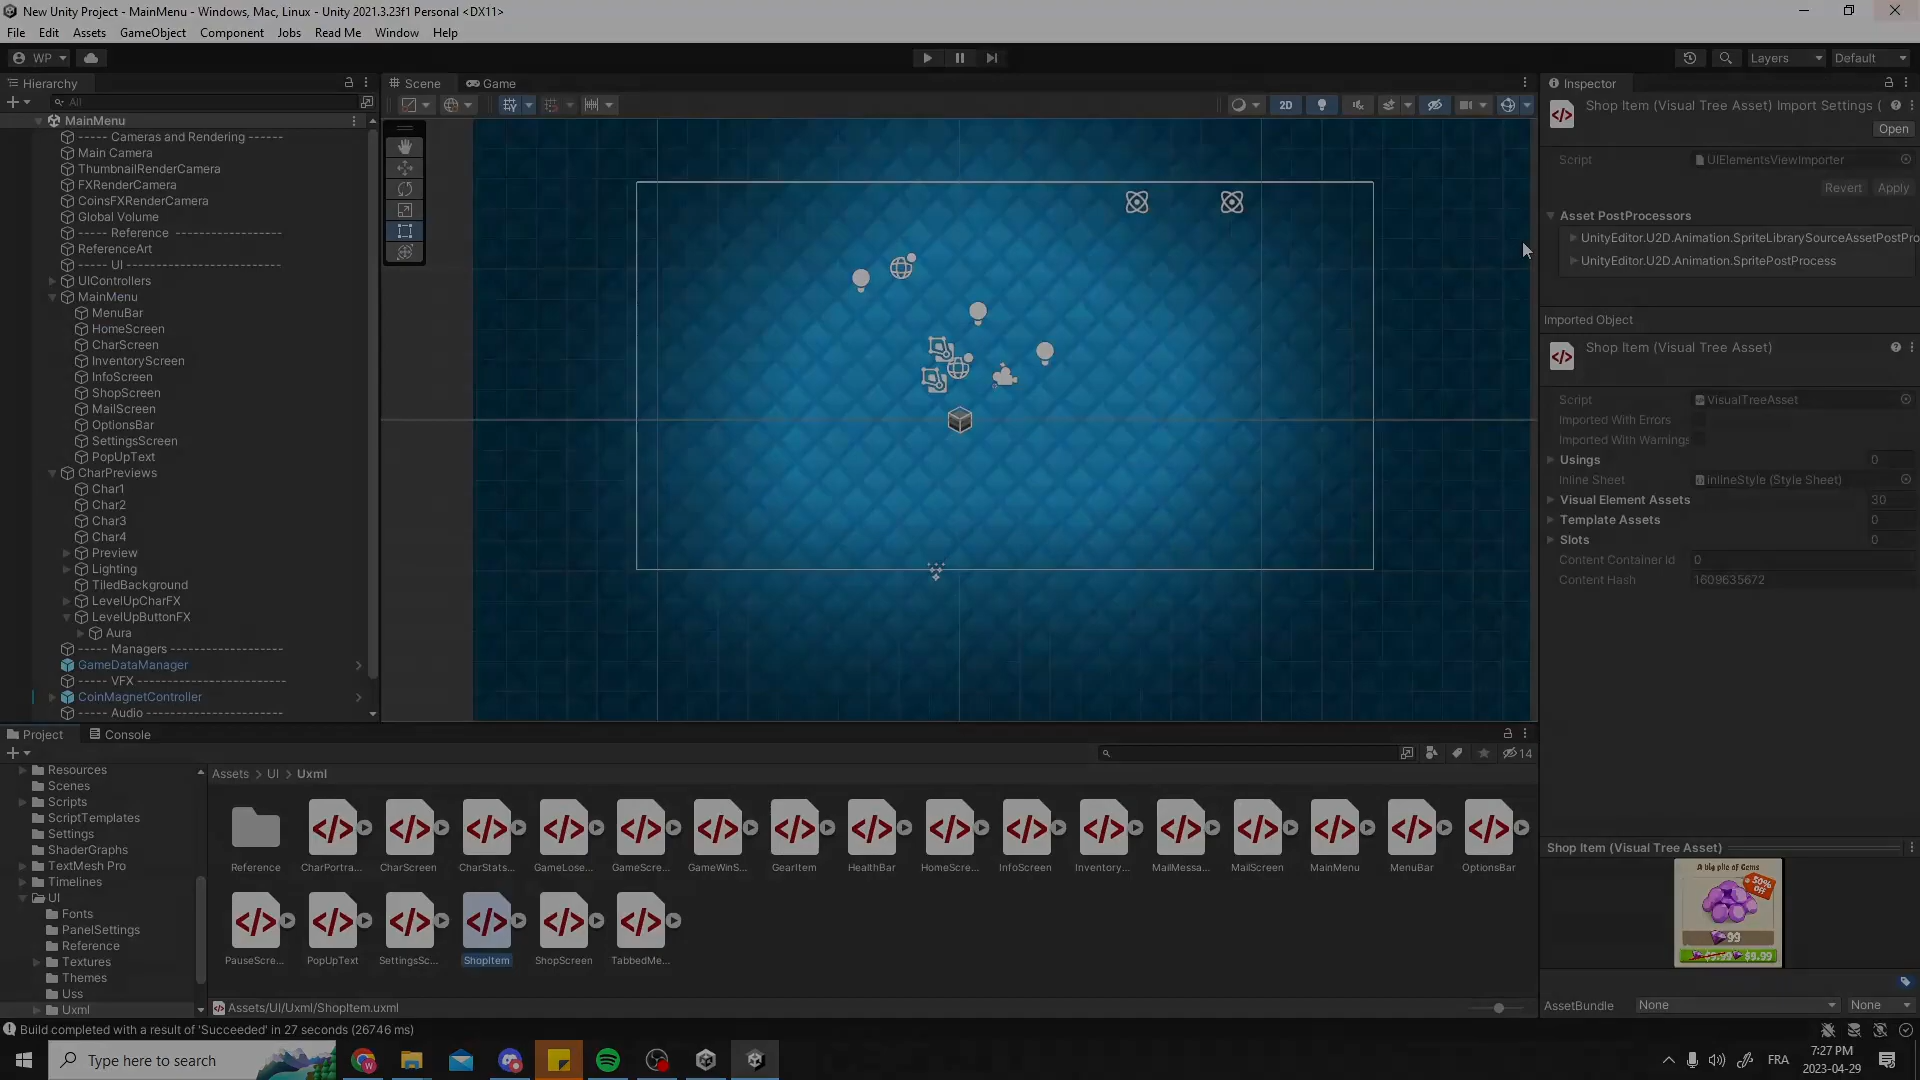 New Unity Project - MainMenu - Windows, Mac, Linux - Unity 2021.3.23f1 Personal <DX11>
File Edit Assets GameObject Component Jobs Read Me Window Help
WP Layers Default
Hierarchy
All
MainMenu
----- Cameras and Rendering ------
Main Camera
ThumbnailRenderCamera
FXRenderCamera
CoinsFXRenderCamera
Global Volume
----- Reference -----------------
ReferenceArt
----- UI -------------------------
UIControllers
MainMenu
MenuBar
HomeScreen
CharScreen
InventoryScreen
InfoScreen
ShopScreen
MailScreen
OptionsBar
SettingsScreen
PopUpText
CharPreviews
Char1
Char2
Char3
Char4
Preview
Lighting
TiledBackground
LevelUpCharFX
LevelUpButtonFX
Aura
----- Managers ------------------
GameDataManager
----- VFX -----------------------
CoinMagnetController
----- Audio ---------------------
Scene Game
2D
Inspector
Shop Item (Visual Tree Asset) Import Settings (
Open
Script UIElementsViewImporter
Revert Apply
Asset PostProcessors
UnityEditor.U2D.Animation.SpriteLibrarySourceAssetPostPro
UnityEditor.U2D.Animation.SpritePostProcess
Imported Object
Shop Item (Visual Tree Asset)
Script VisualTreeAsset
Imported With Errors
Imported With Warnings
Usings 0
Inline Sheet inlineStyle (Style Sheet)
Visual Element Assets 30
Template Assets 0
Slots 0
Content Container Id 0
Content Hash 1609635672
Shop Item (Visual Tree Asset)
A big pile of Gems
50% off
99
$9.99
AssetBundle None None
Project Console
14
Resources
Scenes
Scripts
ScriptTemplates
Settings
ShaderGraphs
TextMesh Pro
Timelines
UI
Fonts
PanelSettings
Reference
Textures
Themes
Uss
Uxml
Assets > UI > Uxml
Reference CharPortra... CharScreen CharStats... GameLose... GameScre... GameWinS... GearItem HealthBar HomeScre... InfoScreen Inventory... MailMessa... MailScreen MainMenu MenuBar OptionsBar
PauseScre... PopUpText SettingsSc... ShopItem ShopScreen TabbedMe...
Assets/UI/Uxml/ShopItem.uxml
Build completed with a result of 'Succeeded' in 27 seconds (26746 ms)
Type here to search
FRA
7:27 PM
2023-04-29